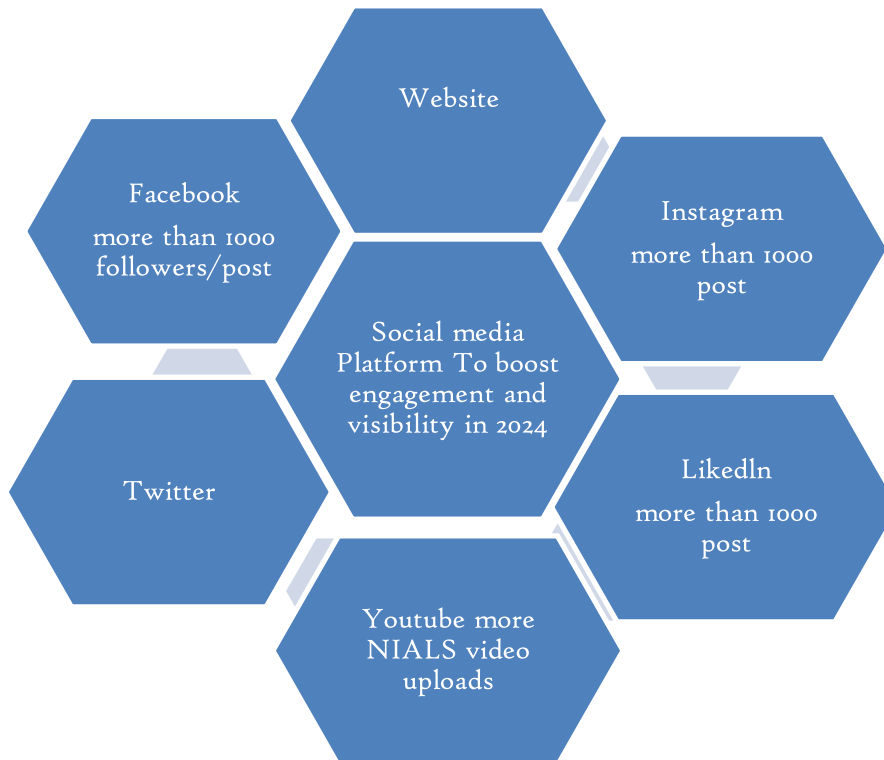 Website
Facebook
more than 1000
followers/post
Instagram
more than 1000
post
Social media
Platform To boost
engagement and
visibility in 2024
Twitter
Likedln
more than 1000
post
Youtube more
NIALS video
uploads